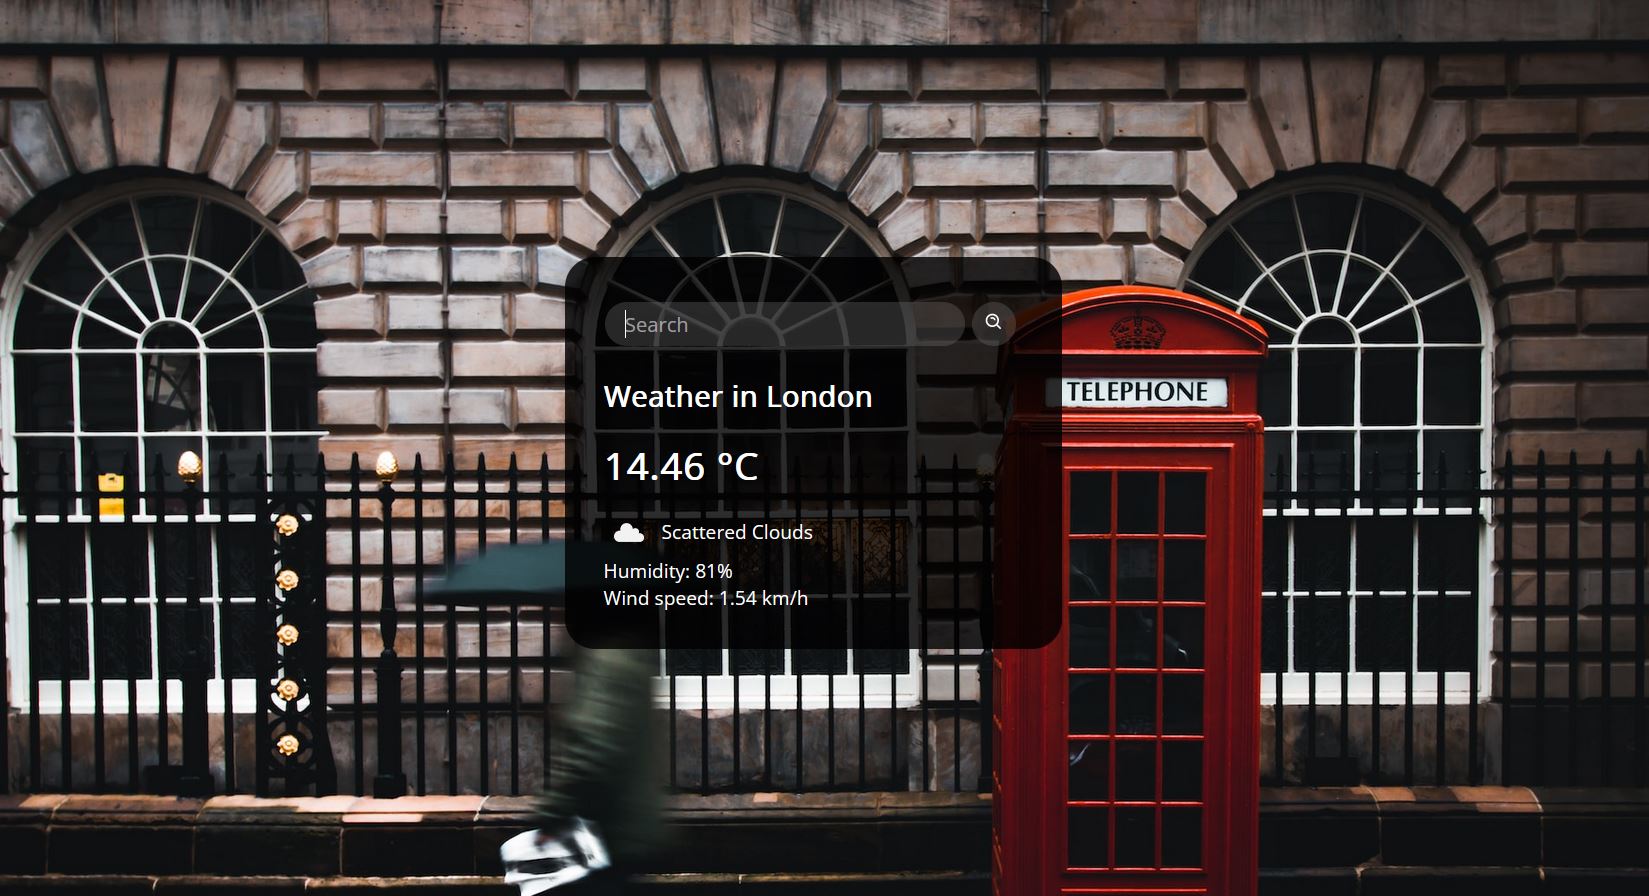 Search
Weather in London
14.46 °C
Scattered Clouds
Humidity: 81%
Wind speed: 1.54 km/h
TELEPHONE